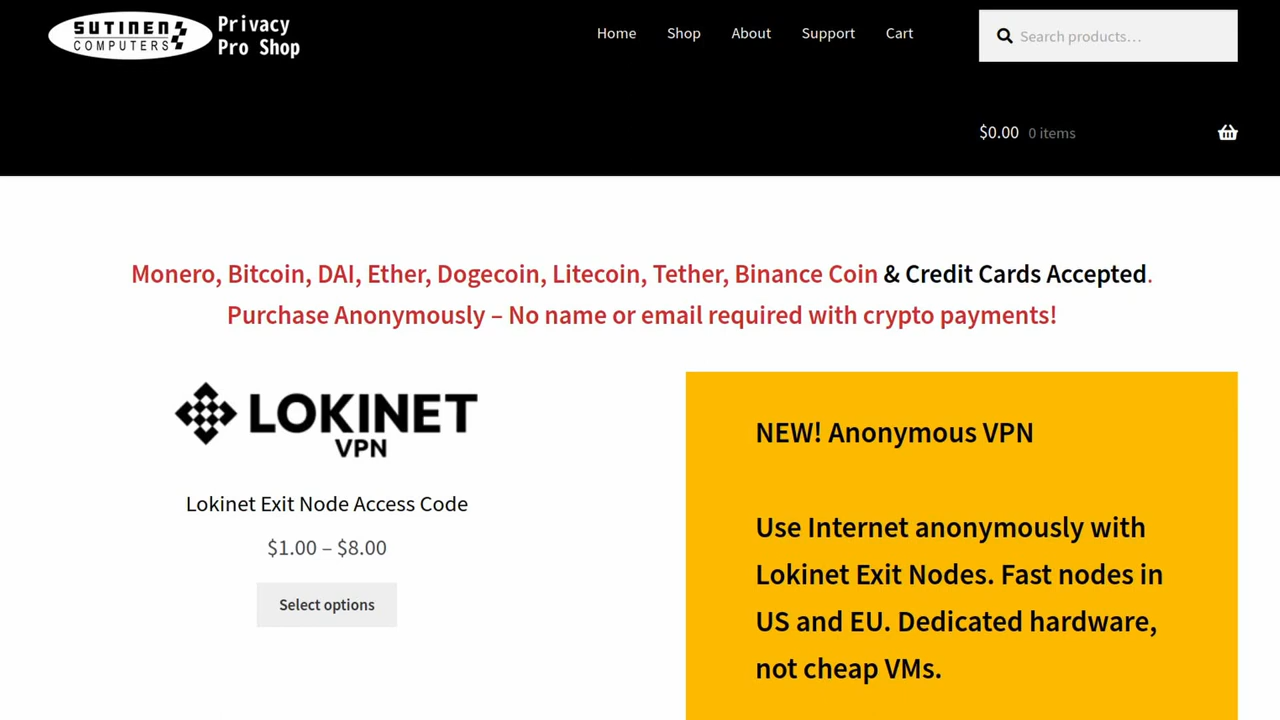 SUTINEN
COMPUTERS
Privacy
Pro Shop
Home Shop About Support Cart
Search products…
$0.00 0 items
Monero, Bitcoin, DAI, Ether, Dogecoin, Litecoin, Tether, Binance Coin & Credit Cards Accepted.
Purchase Anonymously – No name or email required with crypto payments!
LOKINET
VPN
Lokinet Exit Node Access Code
$1.00 – $8.00
Select options
NEW! Anonymous VPN
Use Internet anonymously with
Lokinet Exit Nodes. Fast nodes in
US and EU. Dedicated hardware,
not cheap VMs.